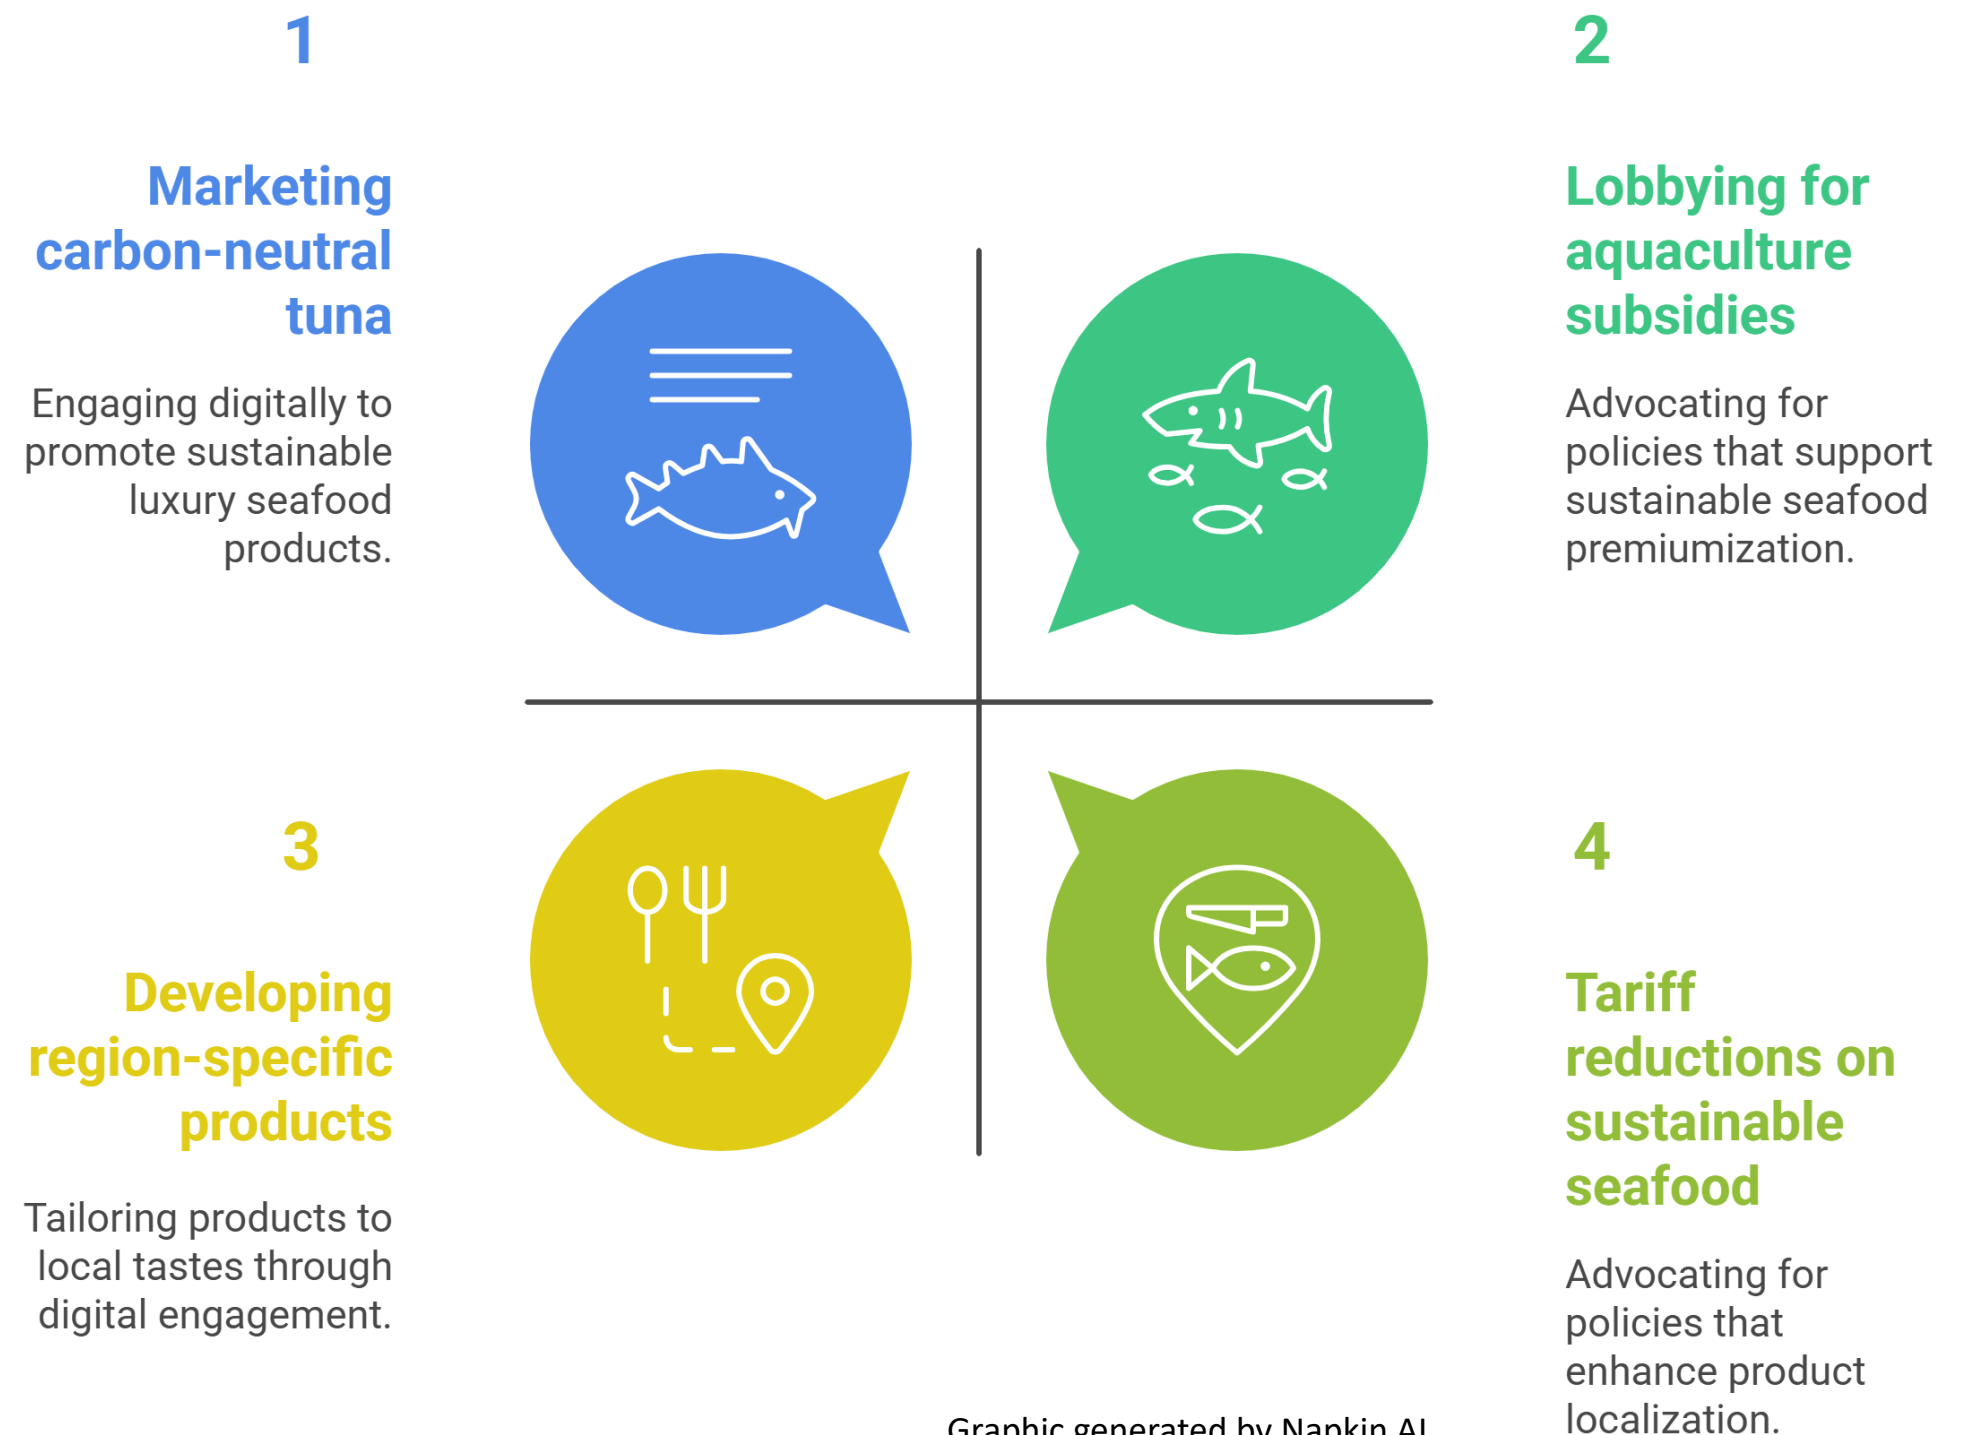 1
Marketing
carbon-neutral
tuna
Engaging digitally to
promote sustainable
luxury seafood
products.
2
Lobbying for
aquaculture
subsidies
Advocating for
policies that support
sustainable seafood
premiumization.
3
Developing
region-specific
products
Tailoring products to
local tastes through
digital engagement.
4
Tariff
reductions on
sustainable
seafood
Advocating for
policies that
enhance product
localization.
Graphic generated by Napkin AI